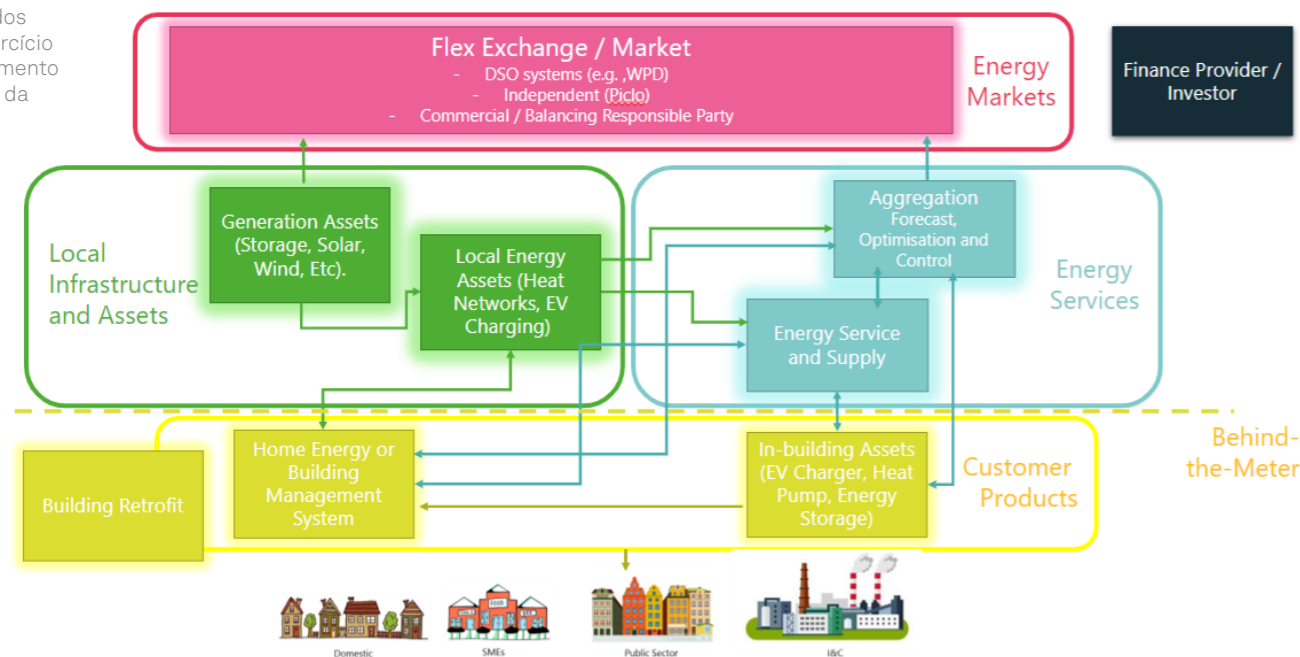 dos
rcício
mento
da
Flex Exchange / Market
- DSO systems (e.g. ,WPD)
- Independent (Piclo)
- Commercial / Balancing Responsible Party
Energy
Markets
Finance Provider /
Investor
Local
Infrastructure
and Assets
Generation Assets
(Storage, Solar,
Wind, Etc).
Local Energy
Assets (Heat
Networks, EV
Charging)
Aggregation
Forecast,
Optimisation and
Control
Energy Service
and Supply
Energy
Services
Behind-
the-Meter
Building Retrofit
Home Energy or
Building
Management
System
In-building Assets
(EV Charger, Heat
Pump, Energy
Storage)
Customer
Products
Domestic
SMEs
Public Sector
I&C